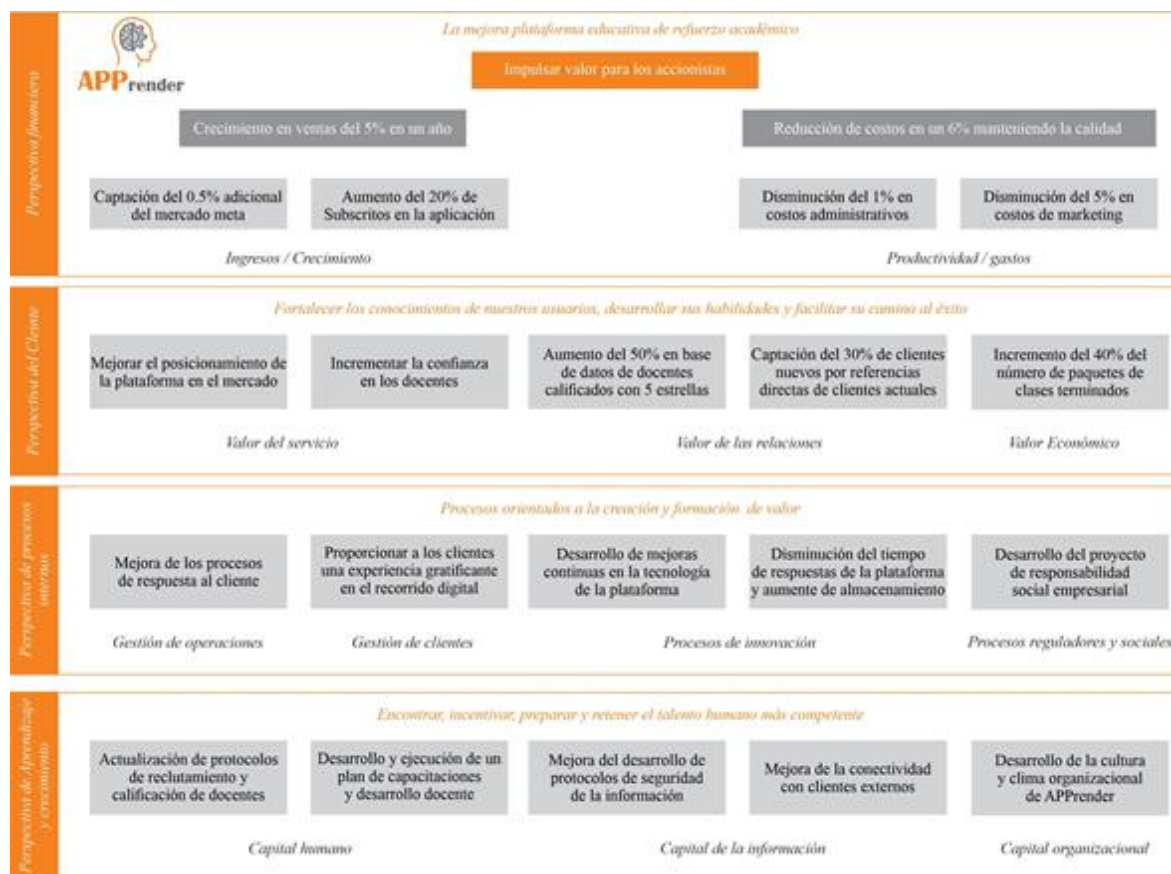 La mejora plataforma educativa de refuerzo académico
APPrender
Impulsar valor para los accionistas
Perspectiva financiera
Crecimiento en ventas del 5% en un año
Reducción de costos en un 6% manteniendo la calidad
Captación del 0.5% adicional
del mercado meta
Aumento del 20% de
Subscritos en la aplicación
Disminución del 1% en
costos administrativos
Disminución del 5% en
costos de marketing
Ingresos / Crecimiento
Productividad / gastos
Perspectiva del Cleinte
Fortalecer los conocimientos de nuestros usuarios, desarrollar sus habilidades y facilitar su camino al éxito
Mejorar el posicionamiento de
la plataforma en el mercado
Incrementar la confianza
en los docentes
Aumento del 50% en base
de datos de docentes
calificados con 5 estrellas
Captación del 30% de clientes
nuevos por referencias
directas de clientes actuales
Incremento del 40% del
número de paquetes de
clases terminados
Valor del servicio
Valor de las relaciones
Valor Económico
Perspectiva de procesos
internos
Procesos orientados a la creación y formación de valor
Mejora de los procesos
de respuesta al cliente
Proporcionar a los clientes
una experiencia gratificante
en el recorrido digital
Desarrollo de mejoras
continuas en la tecnología
de la plataforma
Disminución del tiempo
de respuestas de la plataforma
y aumente de almacenamiento
Desarrollo del proyecto
de responsabilidad
social empresarial
Gestión de operaciones
Gestión de clientes
Procesos de innovación
Procesos reguladores y sociales
Perspectiva de Aprendizaje
y crecimiento
Encontrar, incentivar, preparar y retener el talento humano más competente
Actualización de protocolos
de reclutamiento y
calificación de docentes
Desarrollo y ejecución de un
plan de capacitaciones
y desarrollo docente
Mejora del desarrollo de
protocolos de seguridad
de la información
Mejora de la conectividad
con clientes externos
Desarrollo de la cultura
y clima organizacional
de APPrender
Capital humano
Capital de la información
Capital organizacional